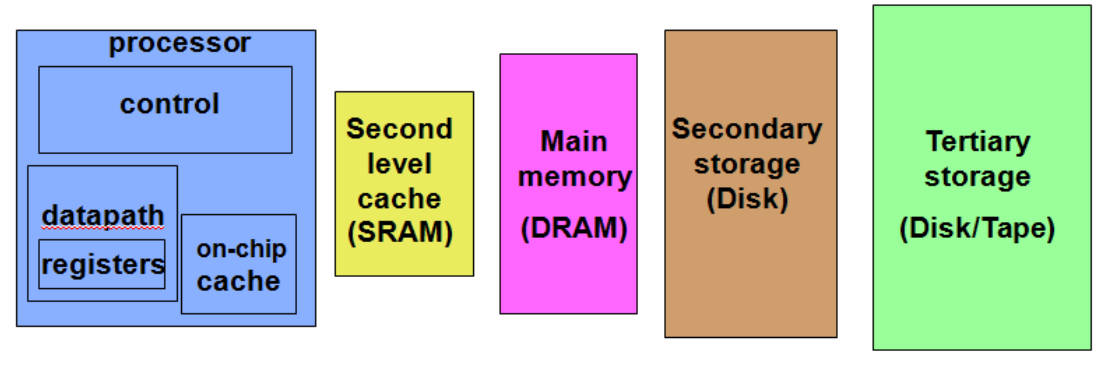 processor
control
datapath
registers
on-chip
cache
Second
level
cache
(SRAM)
Main
memory
(DRAM)
Secondary
storage
(Disk)
Tertiary
storage
(Disk/Tape)